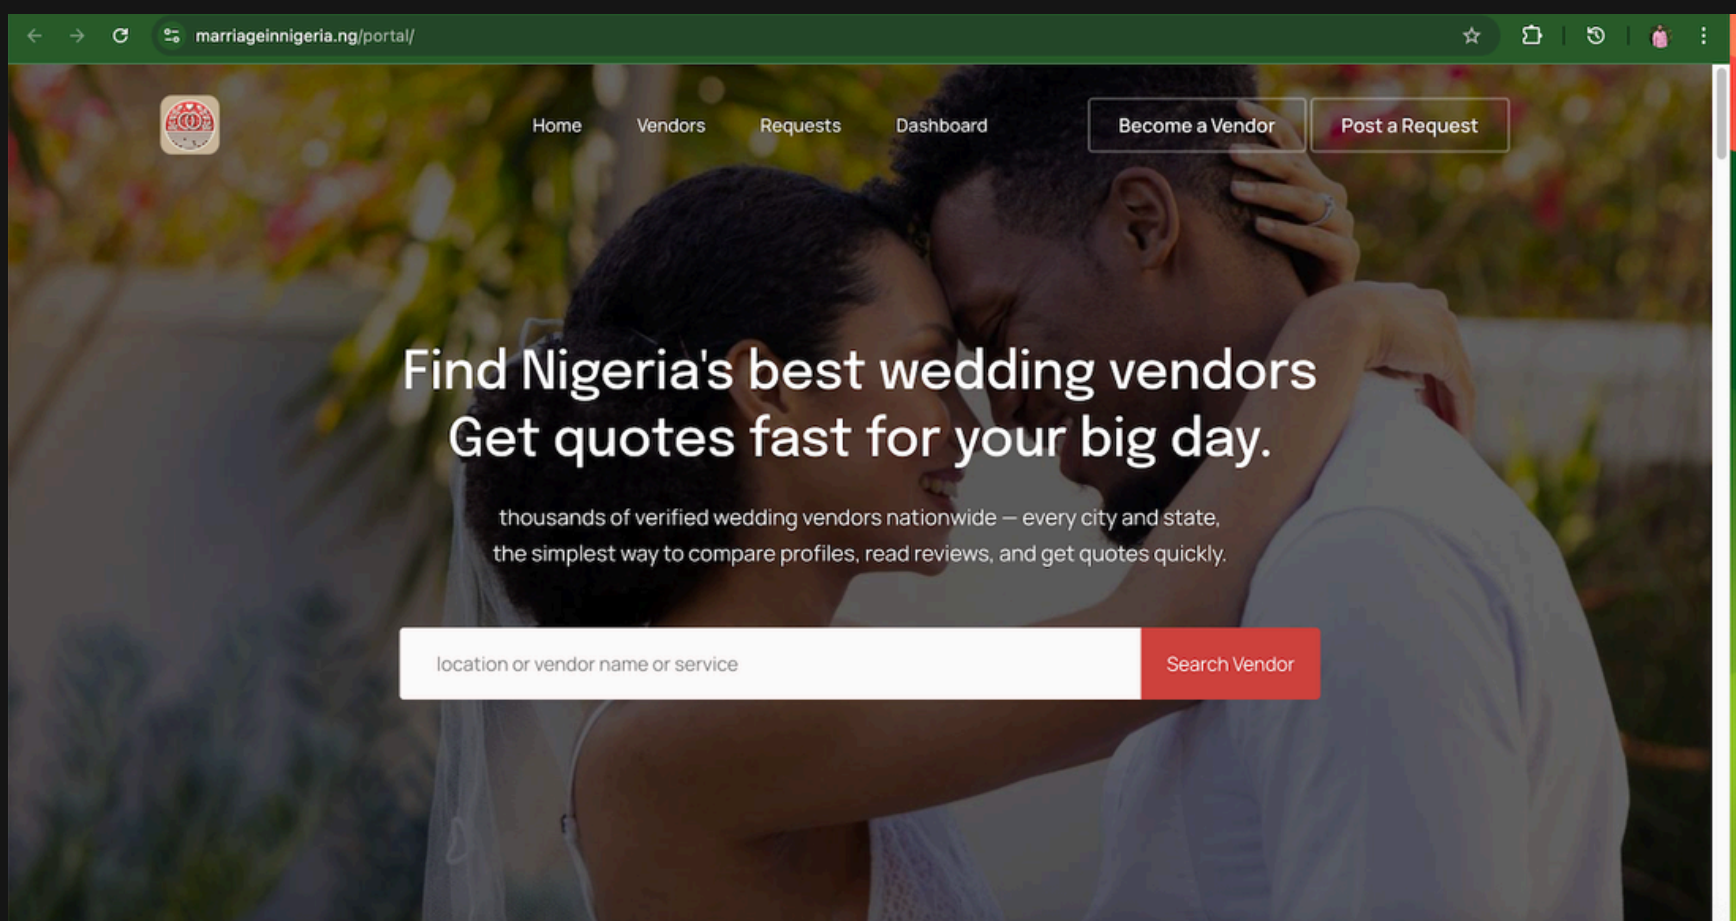 marriageinnigeria.ng/portal/
Home Vendors Requests Dashboard Become a Vendor Post a Request
Find Nigeria's best wedding vendors
Get quotes fast for your big day.
thousands of verified wedding vendors nationwide — every city and state,
the simplest way to compare profiles, read reviews, and get quotes quickly.
location or vendor name or service Search Vendor